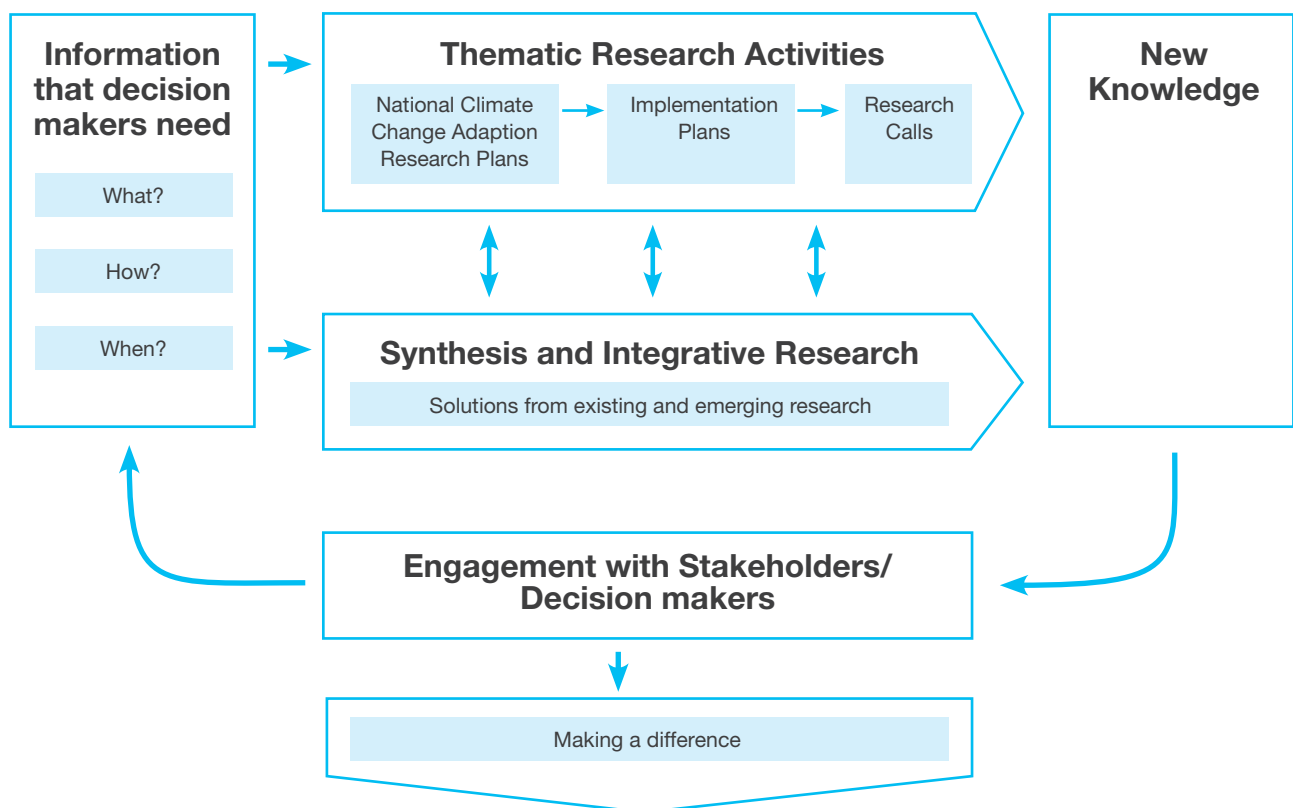 Information
that decision
makers need
What?
How?
When?
Thematic Research Activities
National Climate
Change Adaption
Research Plans
Implementation
Plans
Research
Calls
Synthesis and Integrative Research
Solutions from existing and emerging research
New
Knowledge
Engagement with Stakeholders/
Decision makers
Making a difference